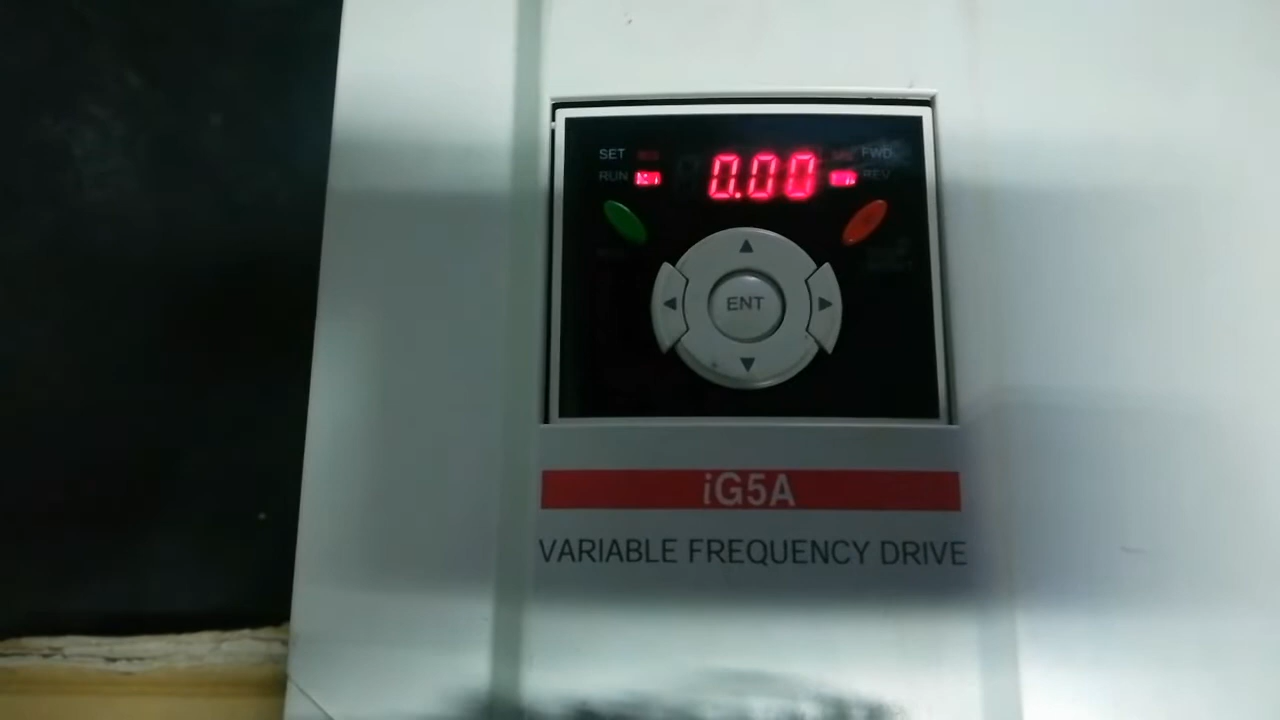 SET 0.00 FWD
RUN REV
ENT
iG5A
VARIABLE FREQUENCY DRIVE